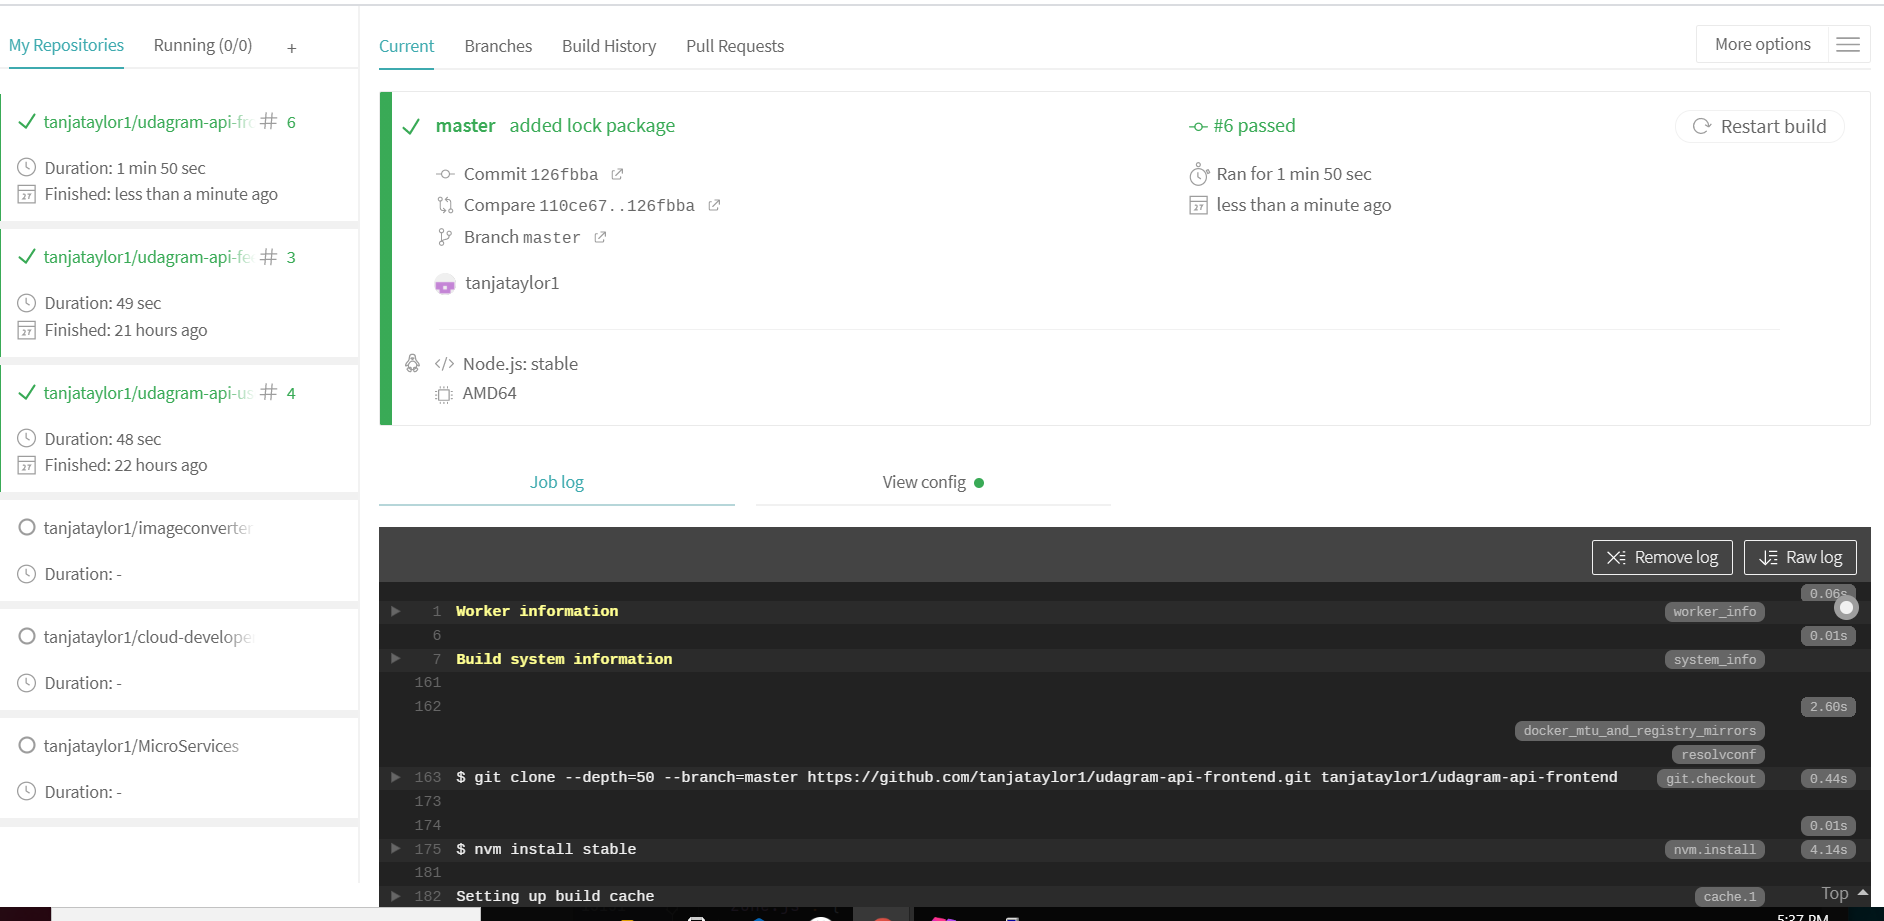 My Repositories Running (0/0) +
tanjataylor1/udagram-api-fro # 6
Duration: 1 min 50 sec
Finished: less than a minute ago
tanjataylor1/udagram-api-fe # 3
Duration: 49 sec
Finished: 21 hours ago
tanjataylor1/udagram-api-us # 4
Duration: 48 sec
Finished: 22 hours ago
tanjataylor1/imageconverter
Duration: -
tanjataylor1/cloud-develope
Duration: -
tanjataylor1/MicroServices
Duration: -
Current Branches Build History Pull Requests
More options
master added lock package
#6 passed
Restart build
Commit 126fbba
Ran for 1 min 50 sec
Compare 110ce67..126fbba
less than a minute ago
Branch master
tanjataylor1
</> Node.js: stable
AMD64
Job log View config
Remove log Raw log
0.06s
1 Worker information worker_info
6 0.01s
7 Build system information system_info
161
162 2.60s
docker_mtu_and_registry_mirrors
resolvconf
163 $ git clone --depth=50 --branch=master https://github.com/tanjataylor1/udagram-api-frontend.git tanjataylor1/udagram-api-frontend git.checkout 0.44s
173
174 0.01s
175 $ nvm install stable nvm.install 4.14s
181
182 Setting up build cache cache.1
Top
5:37 PM